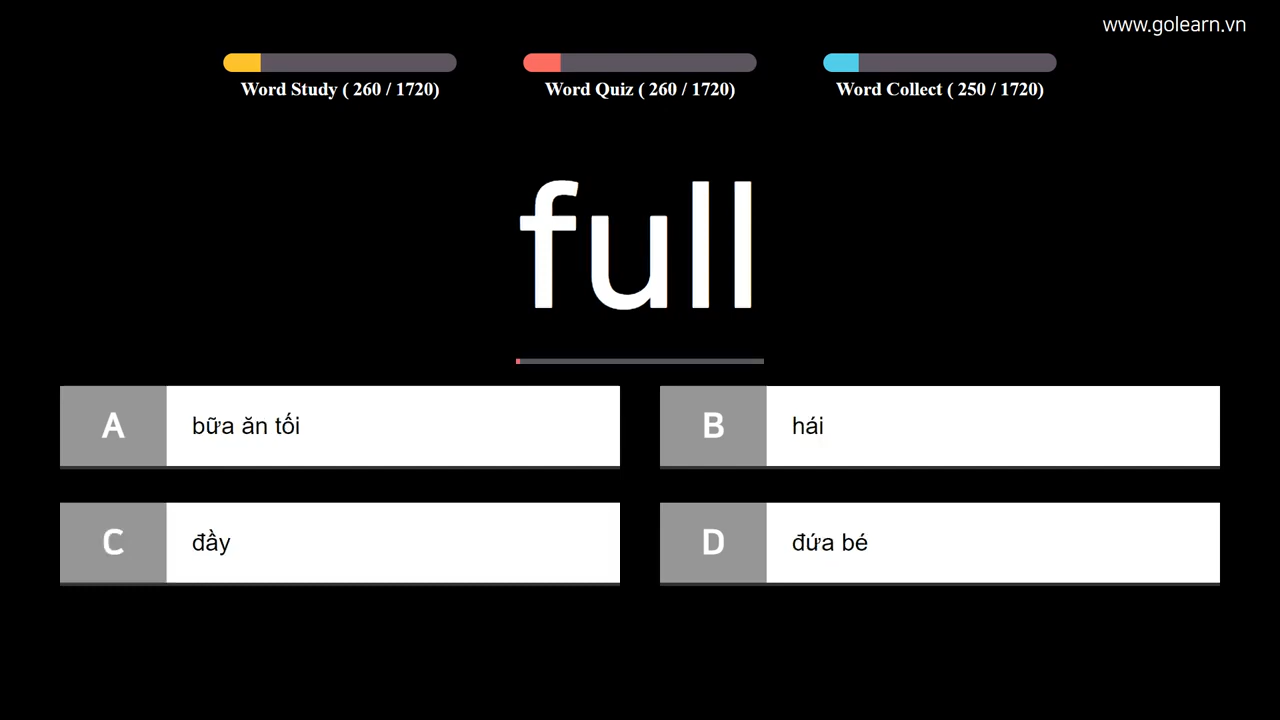 www.golearn.vn
Word Study ( 260 / 1720)
Word Quiz ( 260 / 1720)
Word Collect ( 250 / 1720)
full
A bữa ăn tối
B hái
C đầy
D đứa bé